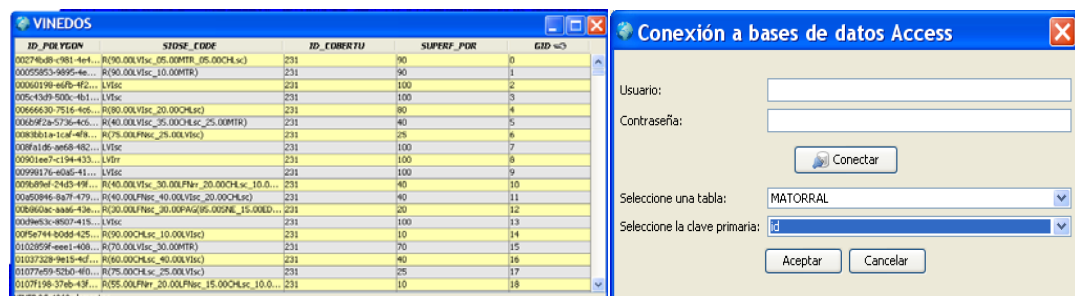 VINEDOS
ID_POLYGON SIOSE_CODE ID_COBERTU SUPERF_POR GID
00274bd8-c981-4e4... R(90.00LVIsc_05.00MTR_05.00CHLsc) 231 90 0
00055853-9895-4e... R(90.00LVIsc_10.00MTR) 231 90 1
00060198-e6fb-4f2... LVIsc 231 100 2
005c43d9-500c-4b1... LVIsc 231 100 3
00666630-7516-4c6... R(80.00LVIsc_20.00CHLsc) 231 80 4
006b9f2a-5736-4c6... R(40.00LVIsc_35.00CHLsc_25.00MTR) 231 40 5
0083bb1a-1caf-4f8... R(75.00LFNsc_25.00LVIsc) 231 25 6
008fa1d6-ae68-482... LVIsc 231 100 7
00901ee7-c194-433... LVIrr 231 100 8
00998176-e0a5-41... LVIsc 231 100 9
009b89ef-24d3-49f... R(40.00LVIsc_30.00LFNrr_20.00CHLsc_10.0... 231 40 10
00a50846-8a7f-479... R(40.00LFNsc_40.00LVIsc_20.00CHLsc) 231 40 11
00b860ac-aaa6-43e... R(30.00LFNsc_30.00PAG(85.00SNE_15.00ED... 231 20 12
00d9e53c-8507-415... LVIsc 231 100 13
00f5e744-b0dd-425... R(90.00CHLsc_10.00LVIsc) 231 10 14
0102859f-eee1-408... R(70.00LVIsc_30.00MTR) 231 70 15
01037328-9e15-4cf... R(60.00CHLsc_40.00LVIsc) 231 40 16
01077e59-52b0-4f0... R(75.00CHLsc_25.00LVIsc) 231 25 17
0107f198-37eb-43f... R(55.00LFNrr_20.00LFNsc_15.00CHLsc_10.0... 231 10 18
Conexión a bases de datos Access
Usuario:
Contraseña:
Conectar
Seleccione una tabla: MATORRAL
Seleccione la clave primaria: id
Aceptar Cancelar